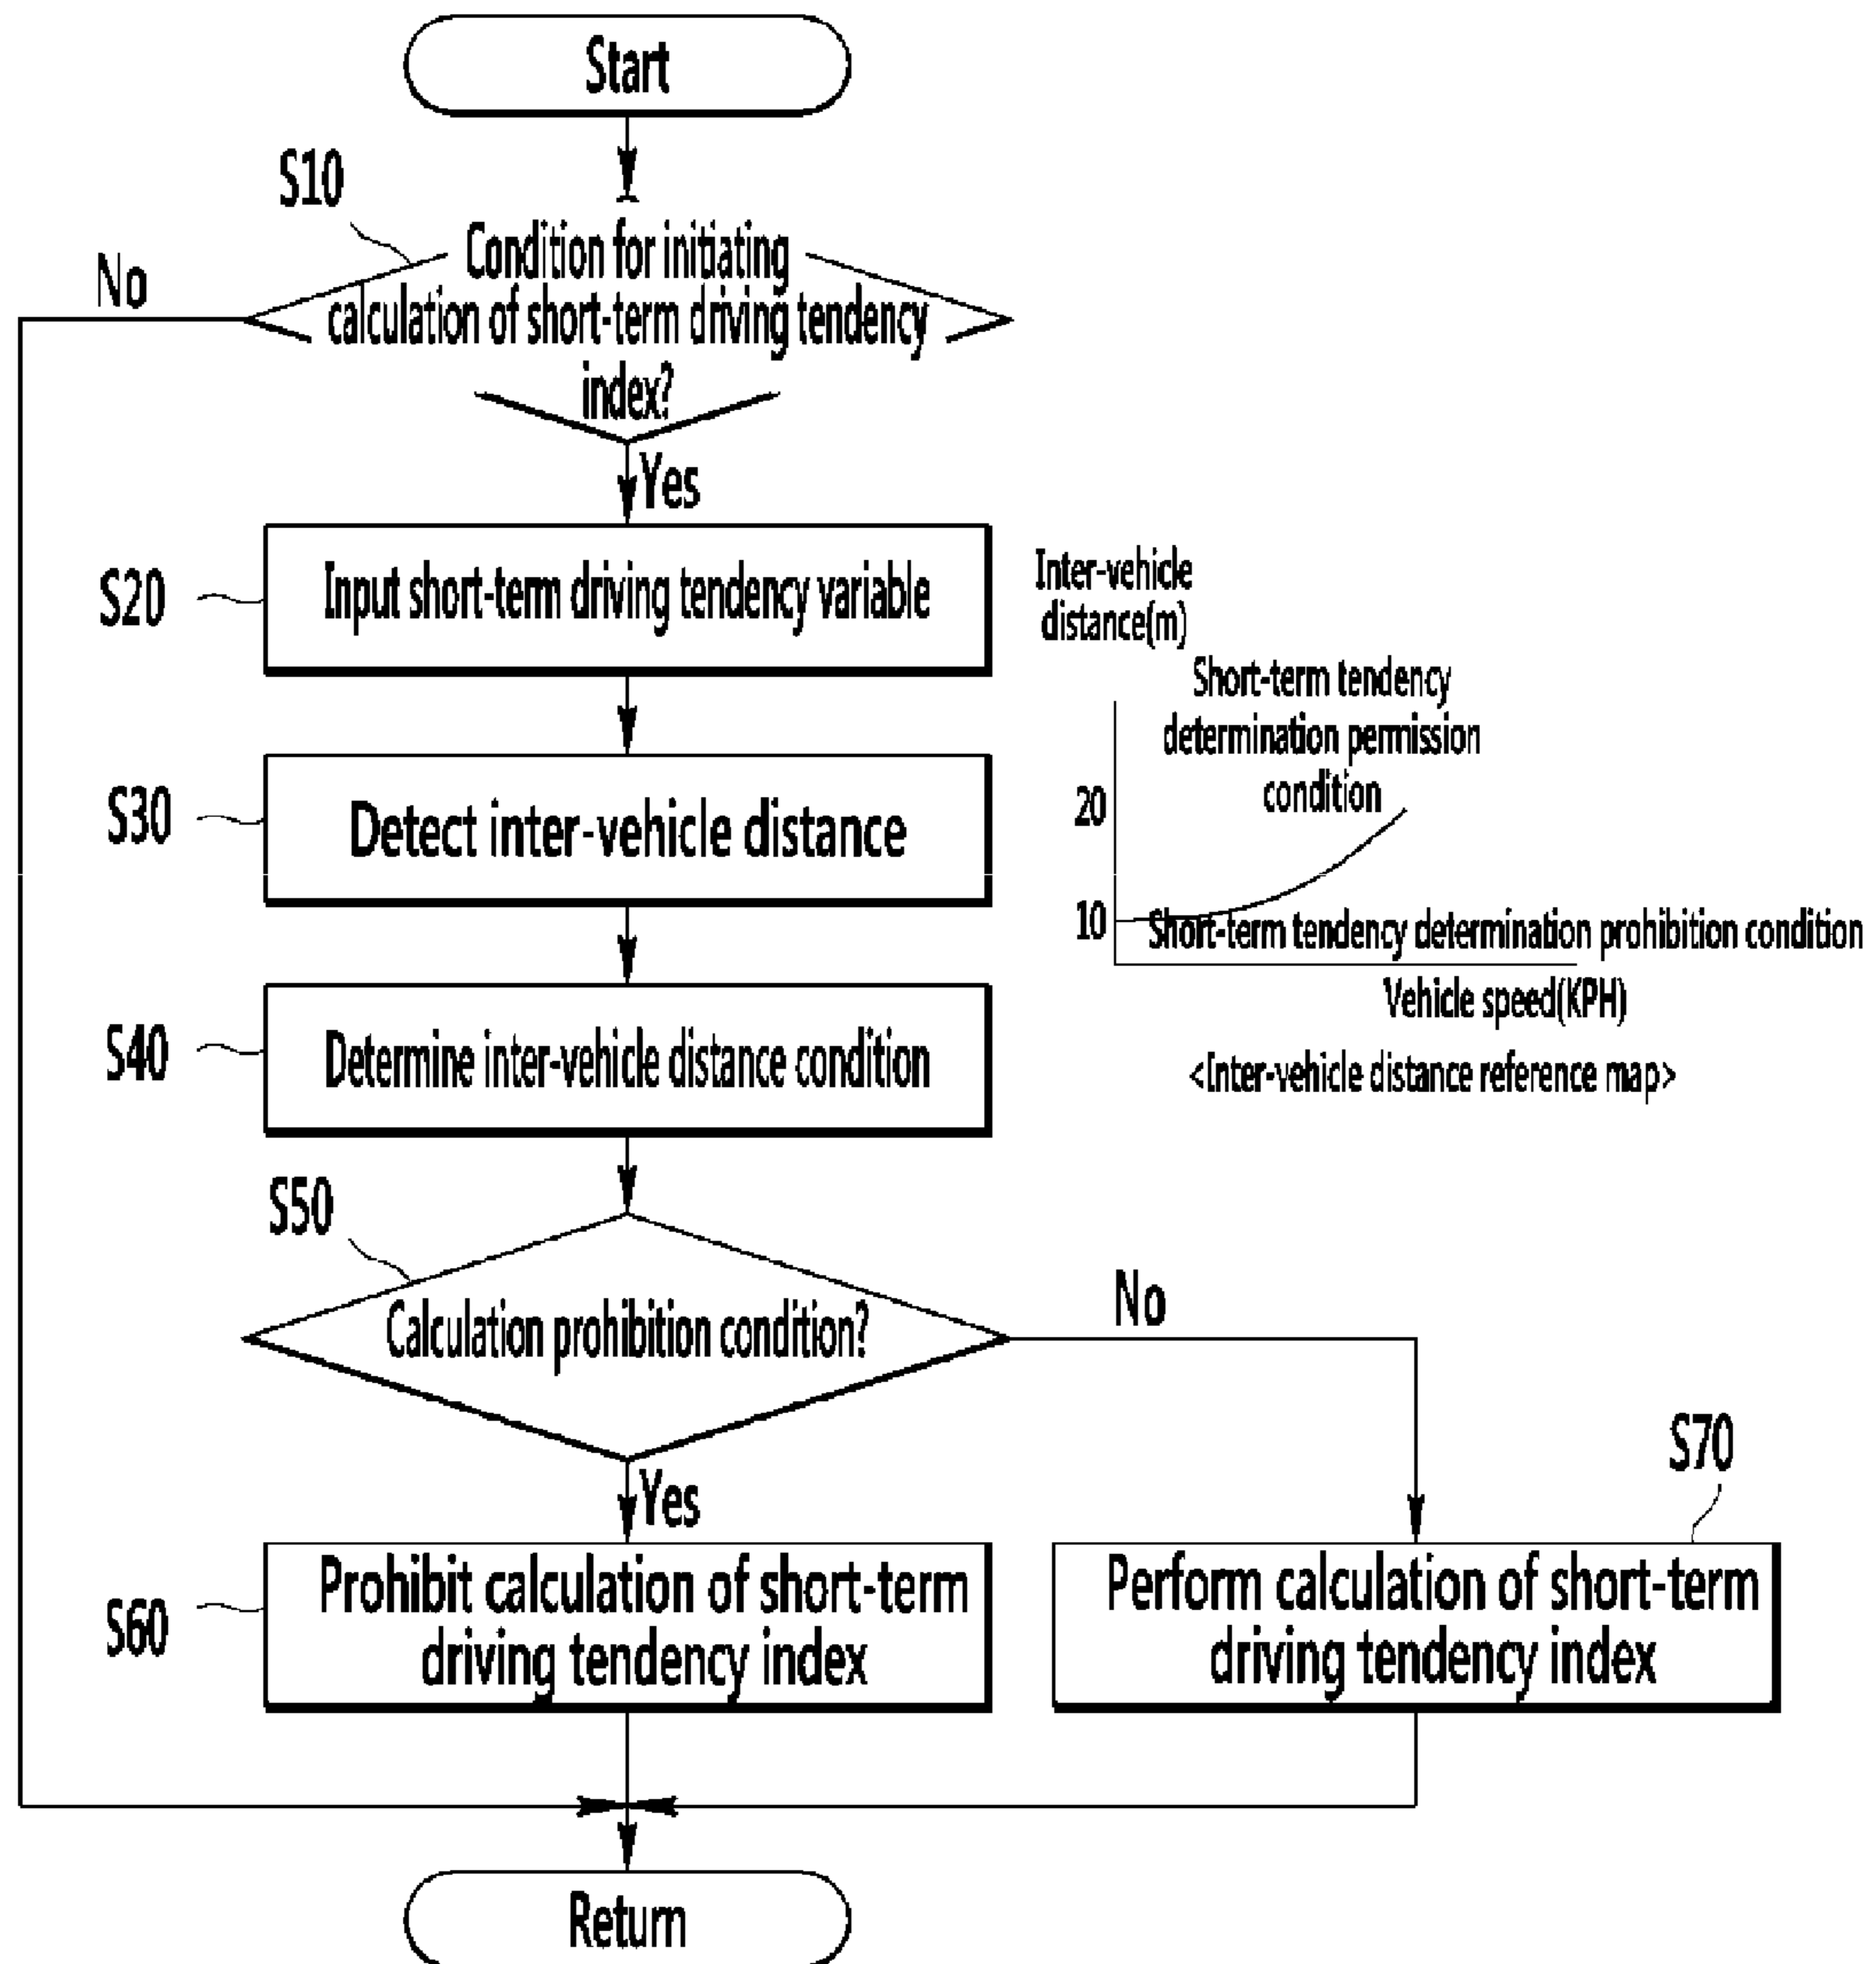 Start
S10
No
Condition for initiating
calculation of short-term driving tendency
index?
Yes
S20
Input short-term driving tendency variable
S30
Detect inter-vehicle distance
S40
Determine inter-vehicle distance condition
Inter-vehicle
distance(m)
Short-term tendency
determination permission
condition
20
10
Short-term tendency determination prohibition condition
Vehicle speed(KPH)
<Inter-vehicle distance reference map>
S50
Calculation prohibition condition?
No
Yes
S60
Prohibit calculation of short-term
driving tendency index
S70
Perform calculation of short-term
driving tendency index
Return